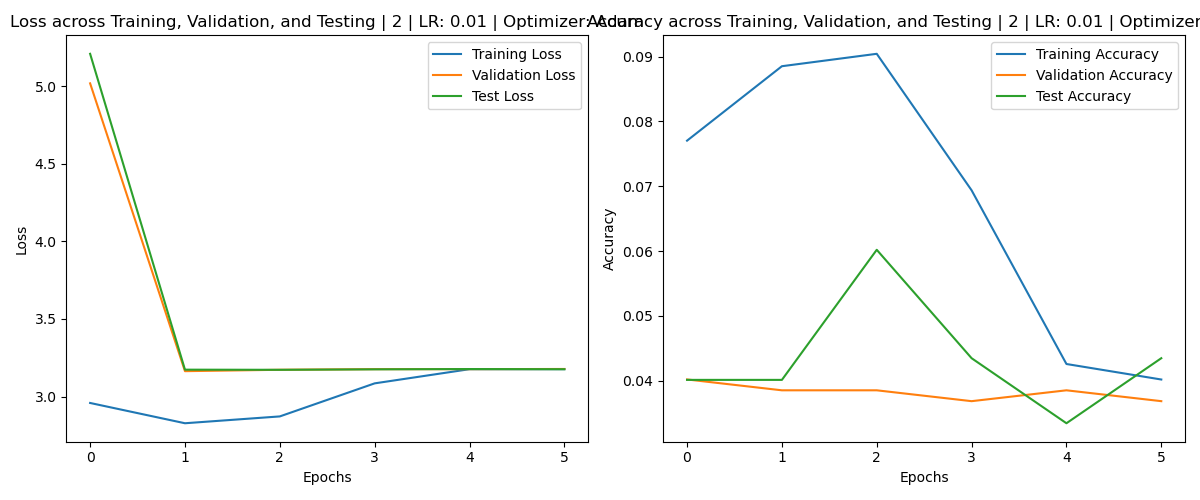 Loss across Training, Validation, and Testing | 2 | LR: 0.01 | Optimizer: Adam
Accuracy across Training, Validation, and Testing | 2 | LR: 0.01 | Optimizer
Training Loss
Validation Loss
Test Loss
5.0
4.5
4.0
3.5
3.0
Loss
0 1 2 3 4 5
Epochs
Training Accuracy
Validation Accuracy
Test Accuracy
0.09
0.08
0.07
0.06
0.05
0.04
Accuracy
0 1 2 3 4 5
Epochs